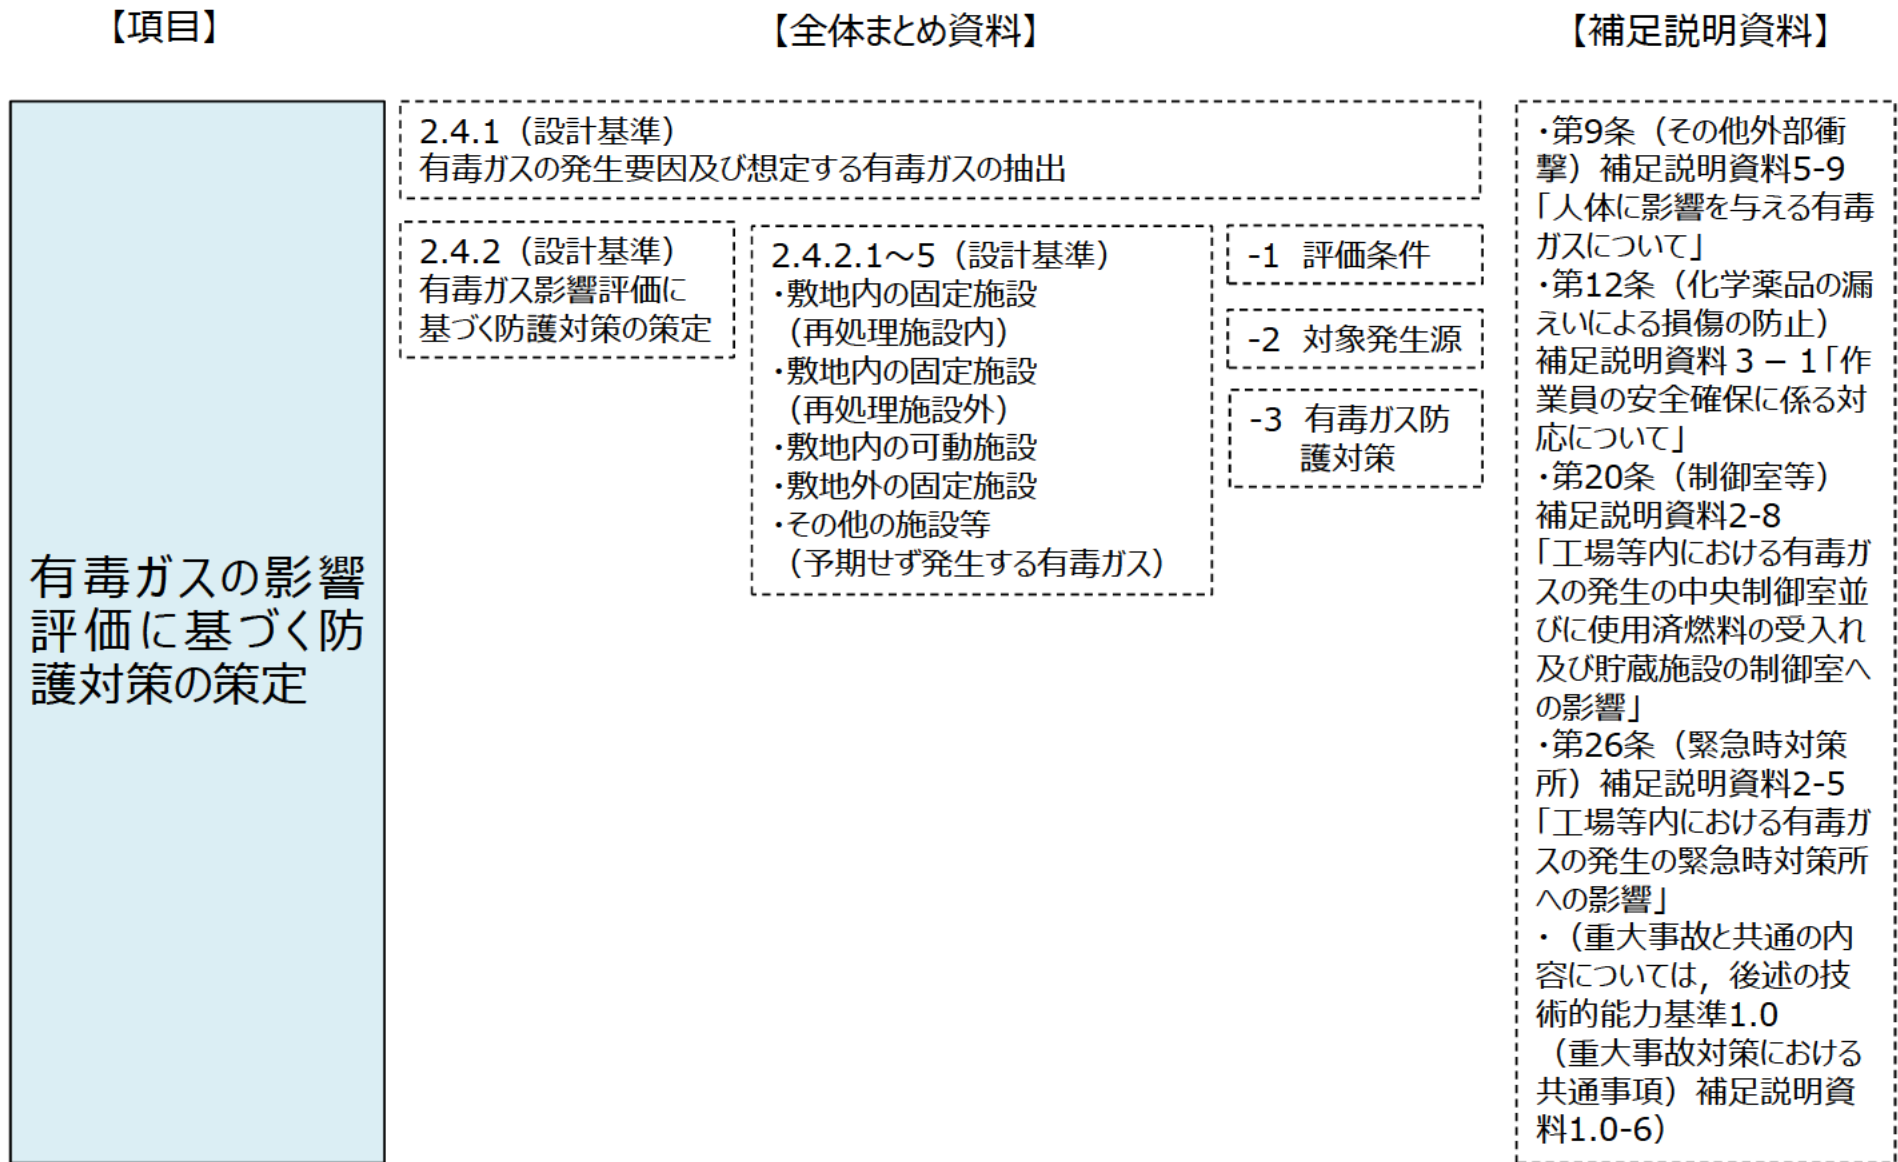 【項目】
【全体まとめ資料】
【補足説明資料】
有毒ガスの影響
評価に基づく防
護対策の策定
2.4.1（設計基準）
有毒ガスの発生要因及び想定する有毒ガスの抽出
2.4.2（設計基準）
有毒ガス影響評価に
基づく防護対策の策定
2.4.2.1～5（設計基準）
・敷地内の固定施設
（再処理施設内）
・敷地内の固定施設
（再処理施設外）
・敷地内の可動施設
・敷地外の固定施設
・その他の施設等
（予期せず発生する有毒ガス）
-1 評価条件
-2 対象発生源
-3 有毒ガス防
護対策
・第9条（その他外部衝
撃）補足説明資料5-9
「人体に影響を与える有毒
ガスについて」
・第12条（化学薬品の漏
えいによる損傷の防止）
補足説明資料３－１「作
業員の安全確保に係る対
応について」
・第20条（制御室等）
補足説明資料2-8
「工場等内における有毒ガ
スの発生の中央制御室並
びに使用済燃料の受入れ
及び貯蔵施設の制御室へ
の影響」
・第26条（緊急時対策
所）補足説明資料2-5
「工場等内における有毒ガ
スの発生の緊急時対策所
への影響」
・（重大事故と共通の内
容については，後述の技
術的能力基準1.0
（重大事故対策における
共通事項）補足説明資
料1.0-6）